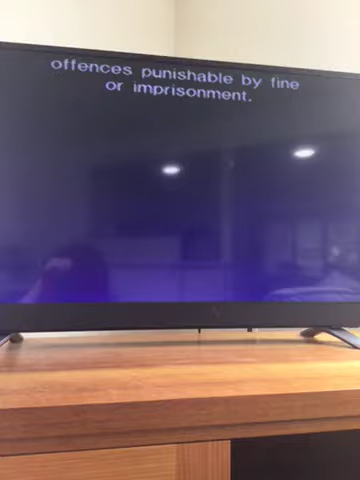 offences punishable by fine
or imprisonment.